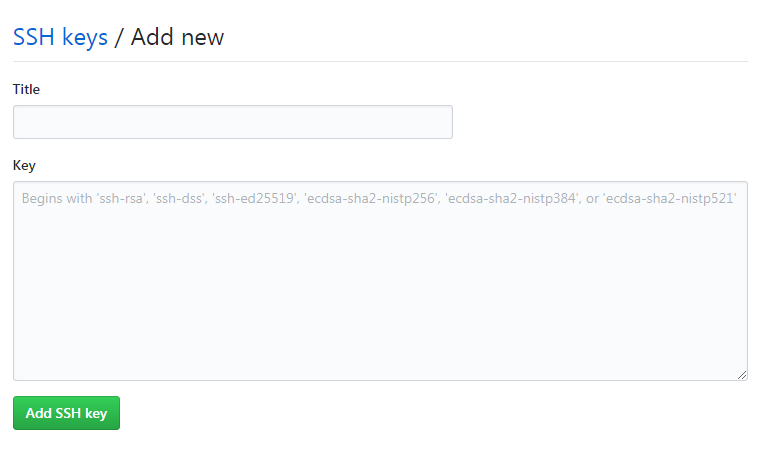 SSH keys / Add new
Title
Key
Begins with 'ssh-rsa', 'ssh-dss', 'ssh-ed25519', 'ecdsa-sha2-nistp256', 'ecdsa-sha2-nistp384', or 'ecdsa-sha2-nistp521'
Add SSH key